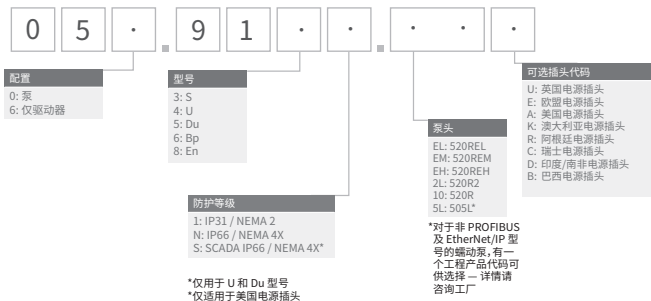 0 5 · . 9 1 · · . · · ·
配置
0: 泵
6: 仅驱动器
型号
3: S
4: U
5: Du
6: Bp
8: En
防护等级
1: IP31 / NEMA 2
N: IP66 / NEMA 4X
S: SCADA IP66 / NEMA 4X*
*仅用于 U 和 Du 型号
*仅适用于美国电源插头
泵头
EL: 520REL
EM: 520REM
EH: 520REH
2L: 520R2
10: 520R
5L: 505L*
*对于非 PROFIBUS
及 EtherNet/IP 型
号的蠕动泵,有一
个工程产品代码可
供选择 — 详情请
咨询工厂
可选插头代码
U: 英国电源插头
E: 欧盟电源插头
A: 美国电源插头
K: 澳大利亚电源插头
R: 阿根廷电源插头
C: 瑞士电源插头
D: 印度/南非电源插头
B: 巴西电源插头